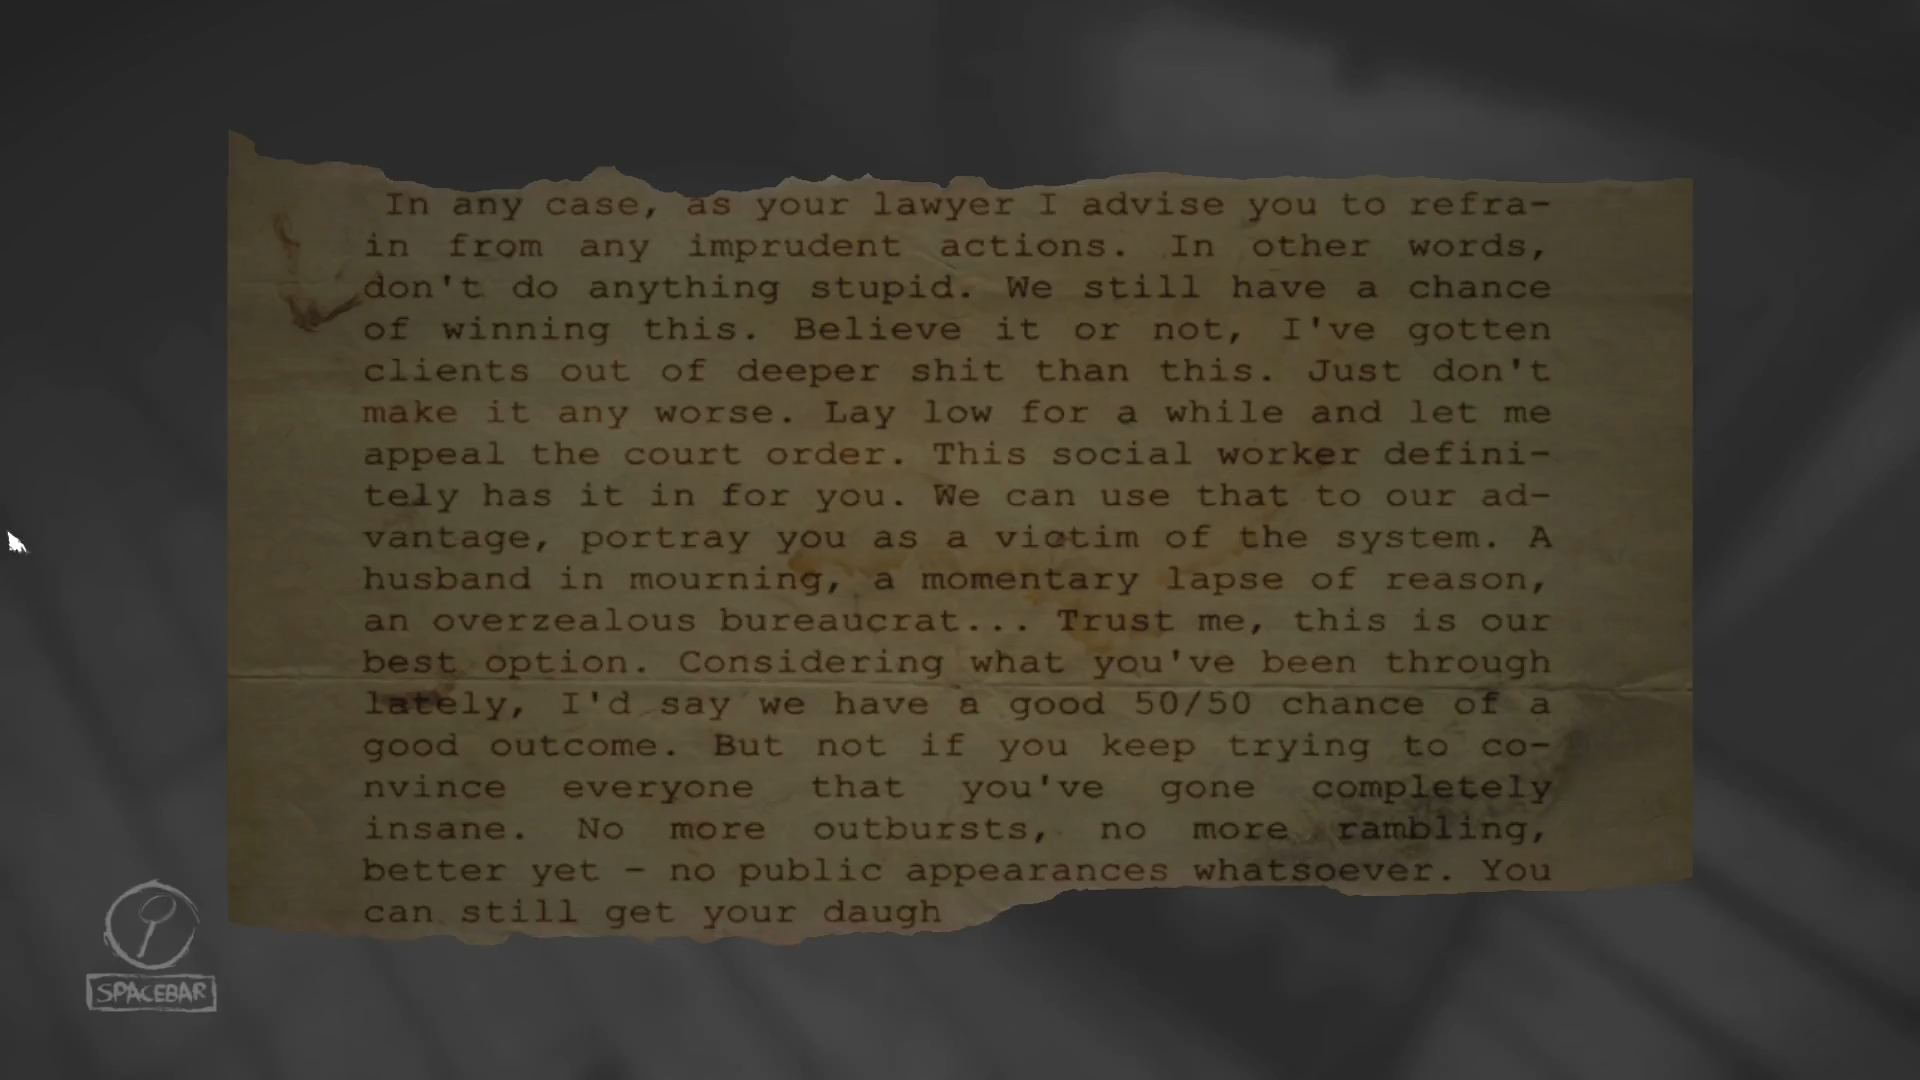 In any case, as your lawyer I advise you to refra-
in from any imprudent actions. In other words,
don't do anything stupid. We still have a chance
of winning this. Believe it or not, I've gotten
clients out of deeper shit than this. Just don't
make it any worse. Lay low for a while and let me
appeal the court order. This social worker defini-
tely has it in for you. We can use that to our ad-
vantage, portray you as a victim of the system. A
husband in mourning, a momentary lapse of reason,
an overzealous bureaucrat... Trust me, this is our
best option. Considering what you've been through
lately, I'd say we have a good 50/50 chance of a
good outcome. But not if you keep trying to co-
nvince everyone that you've gone completely
insane. No more outbursts, no more rambling,
better yet - no public appearances whatsoever. You
can still get your daugh
SPACEBAR